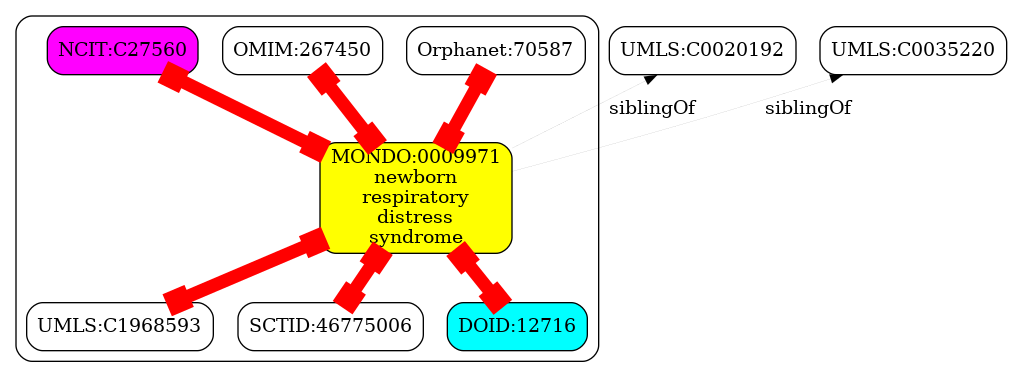 NCIT:C27560
OMIM:267450
Orphanet:70587
UMLS:C0020192
UMLS:C0035220
siblingOf
siblingOf
MONDO:0009971
newborn
respiratory
distress
syndrome
UMLS:C1968593
SCTID:46775006
DOID:12716